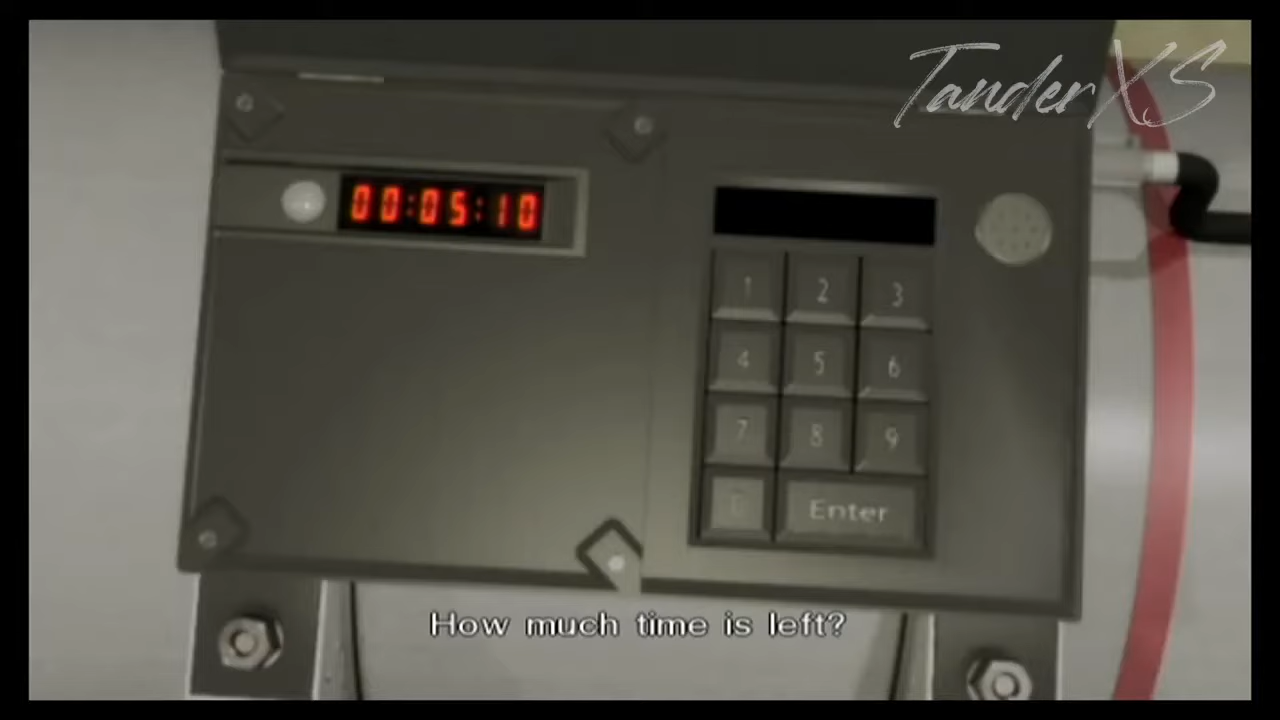 TanderXS
00:05:10
1 2 3
4 5 6
7 8 9
Enter
How much time is left?